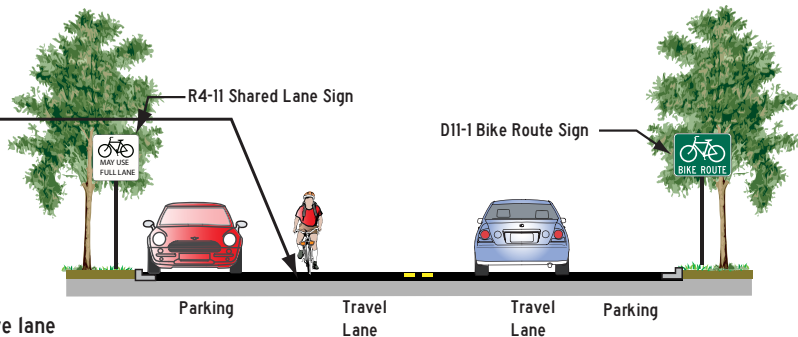 R4-11 Shared Lane Sign
D11-1 Bike Route Sign
MAY USE
FULL LANE
BIKE ROUTE
Parking
Travel
Lane
Travel
Lane
Parking
lane